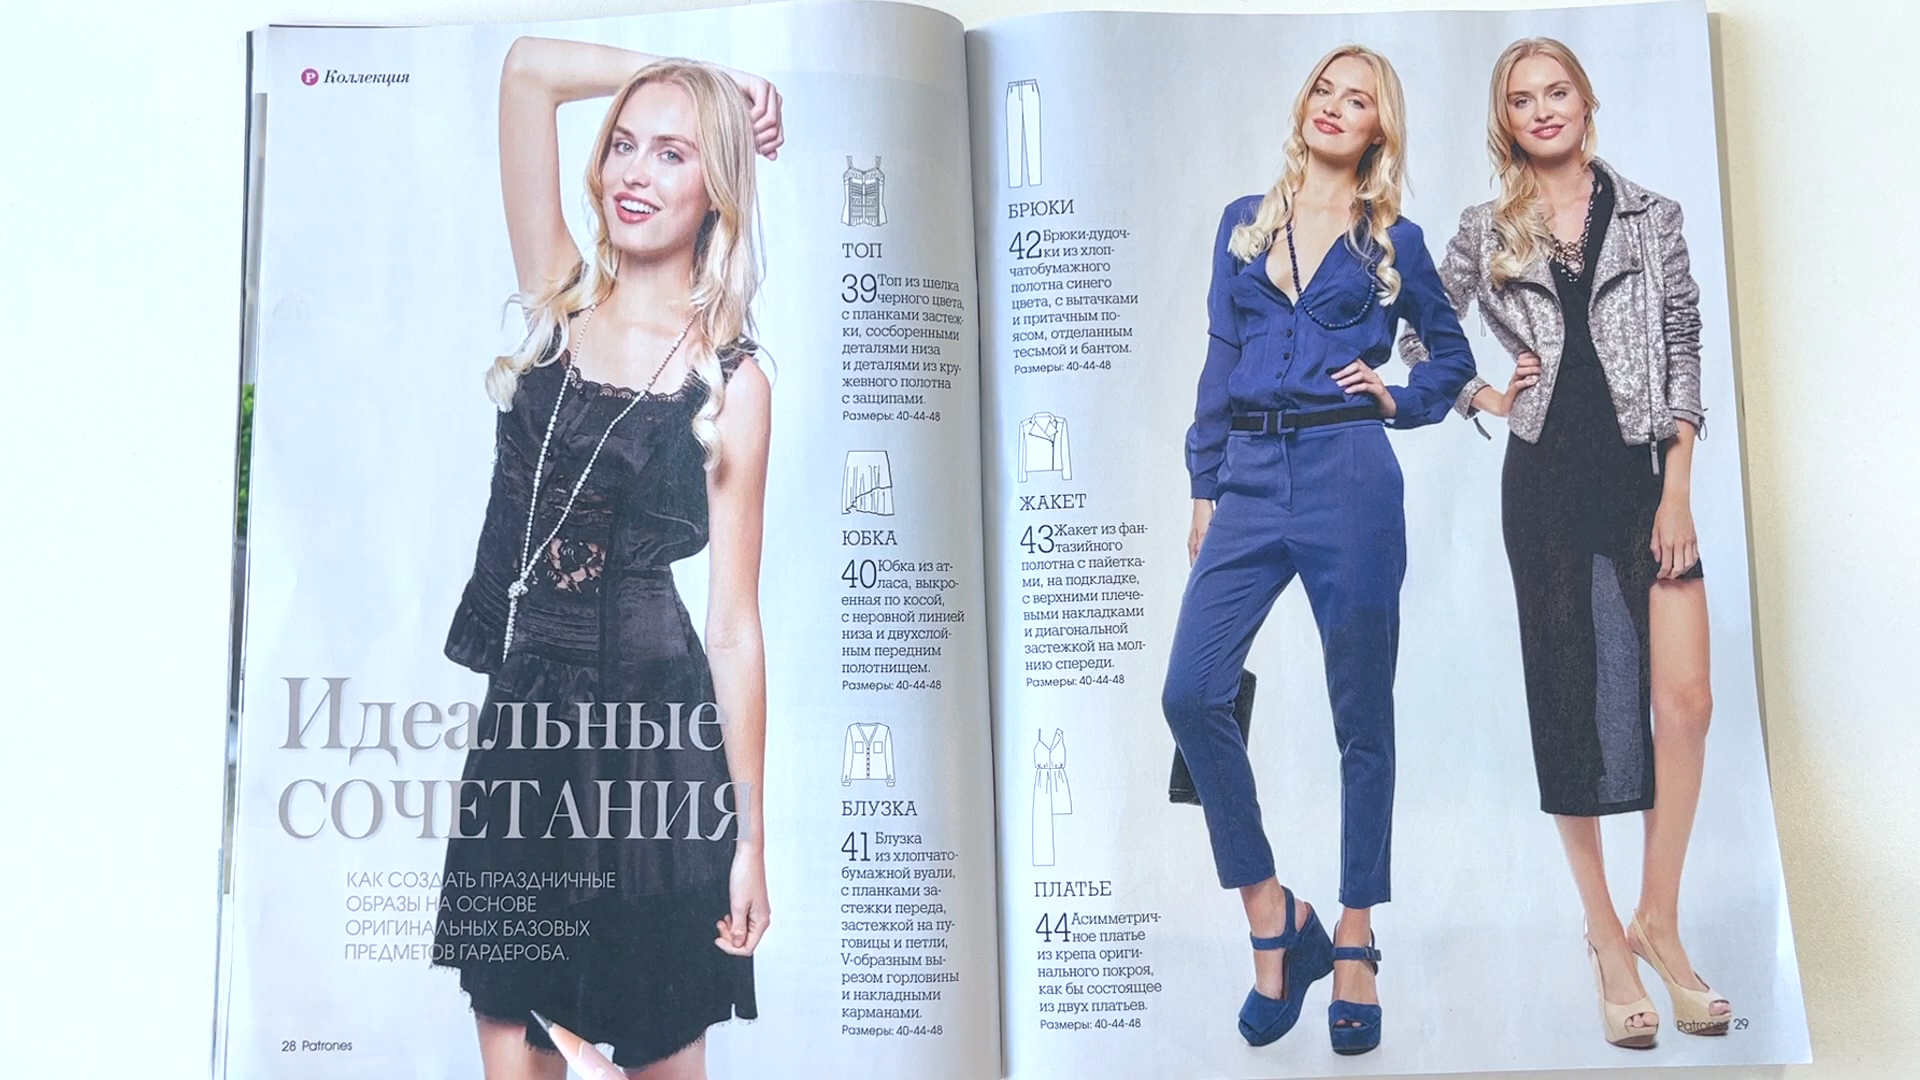 P Коллекция
ТОП
39 Топ из шелка
черного цвета,
с планками застеж-
ки, сосборенными
деталями низа
и деталями из кру-
жевного полотна
с защипами.
Размеры: 40-44-48
ЮБКА
40 Юбка из ат-
ласа, выкро-
енная по косой,
с неровной линией
низа и двухслой-
ным передним
полотнищем.
Размеры: 40-44-48
БЛУЗКА
41 Блузка
из хлопчато-
бумажной вуали,
с планками за-
стежки переда,
застежкой на пу-
говицы и петли,
V-образным вы-
резом горловины
и накладными
карманами.
Размеры: 40-44-48
Идеальные
СОЧЕТАНИЯ
КАК СОЗДАТЬ ПРАЗДНИЧНЫЕ
ОБРАЗЫ НА ОСНОВЕ
ОРИГИНАЛЬНЫХ БАЗОВЫХ
ПРЕДМЕТОВ ГАРДЕРОБА.
28 Patrones
БРЮКИ
42 Брюки-дудоч-
ки из хлоп-
чатобумажного
полотна синего
цвета, с вытачками
и притачным по-
ясом, отделанным
тесьмой и бантом.
Размеры: 40-44-48
ЖАКЕТ
43 Жакет из фан-
тазийного
полотна с пайетка-
ми, на подкладке,
с верхними плече-
выми накладками
и диагональной
застежкой на мол-
нию спереди.
Размеры: 40-44-48
ПЛАТЬЕ
44 Асимметрич-
ное платье
из крепа ориги-
нального покроя,
как бы состоящее
из двух платьев.
Размеры: 40-44-48
Patrones 29